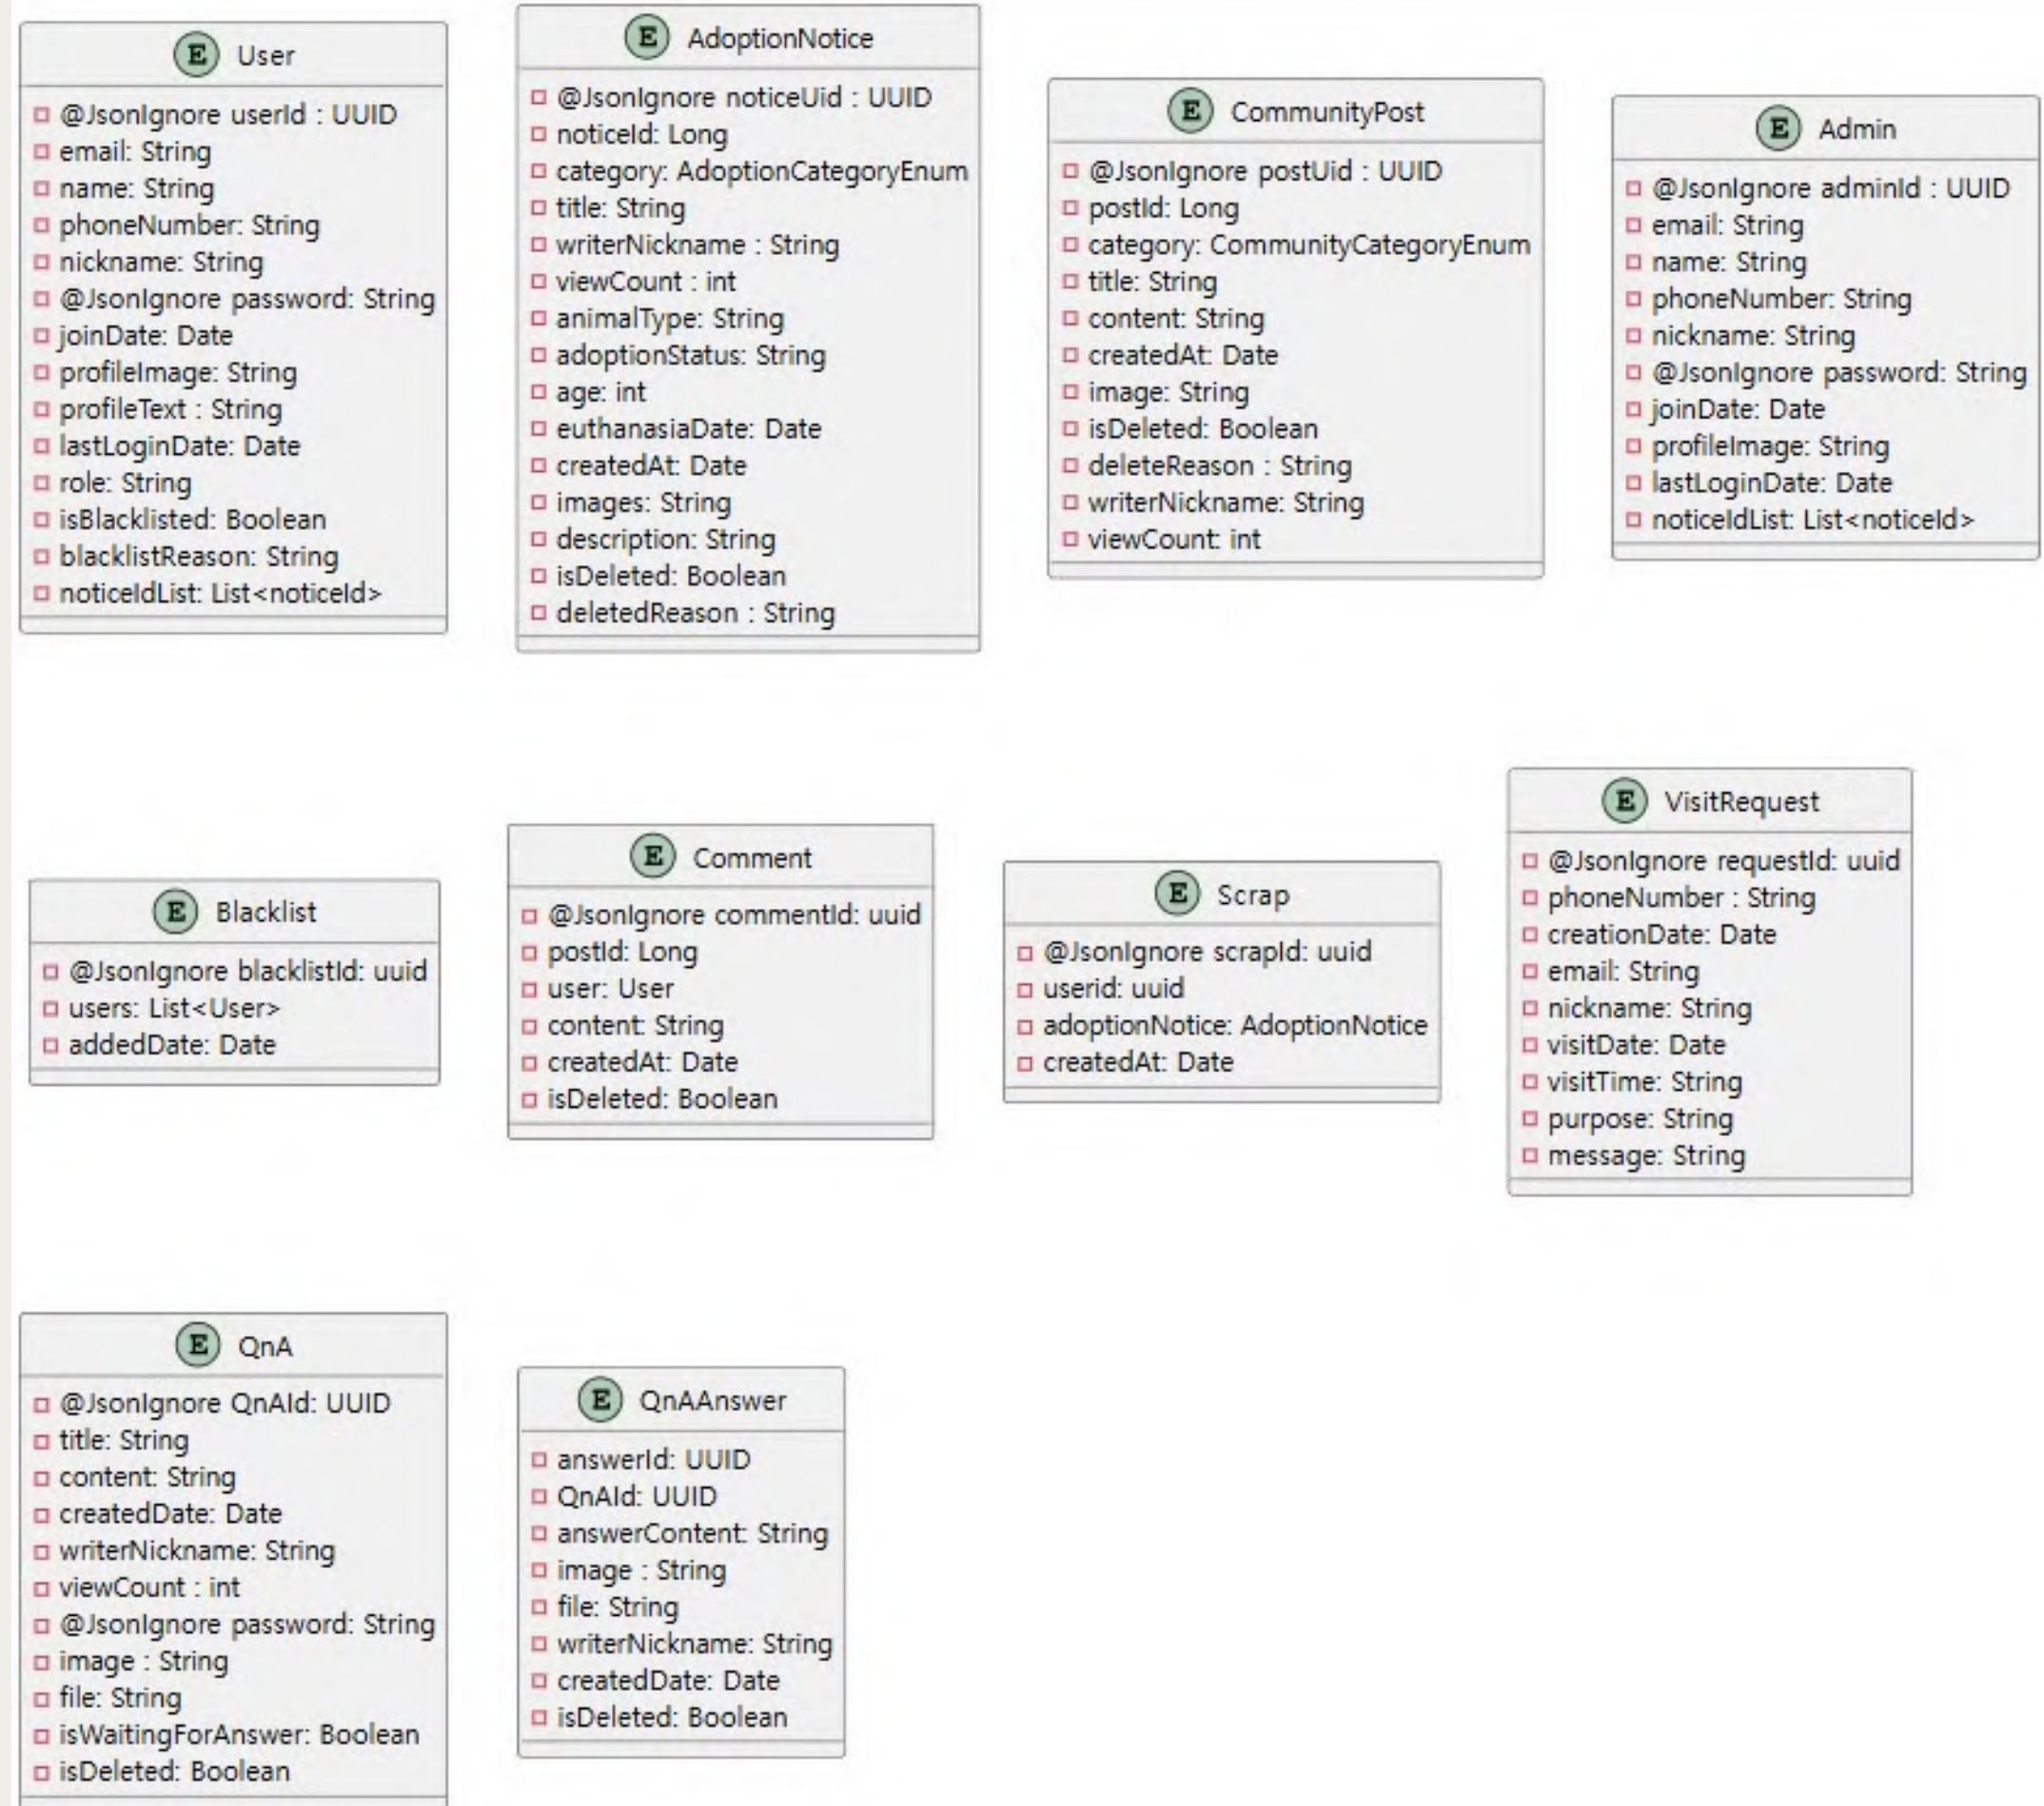 E User
@JsonIgnore userId : UUID
email: String
name: String
phoneNumber: String
nickname: String
@JsonIgnore password: String
joinDate: Date
profileImage: String
profileText : String
lastLoginDate: Date
role: String
isBlacklisted: Boolean
blacklistReason: String
noticeIdList: List<noticeId>
E AdoptionNotice
@JsonIgnore noticeUid : UUID
noticeId: Long
category: AdoptionCategoryEnum
title: String
writerNickname : String
viewCount : int
animalType: String
adoptionStatus: String
age: int
euthanasiaDate: Date
createdAt: Date
images: String
description: String
isDeleted: Boolean
deletedReason : String
E CommunityPost
@JsonIgnore postUid : UUID
postId: Long
category: CommunityCategoryEnum
title: String
content: String
createdAt: Date
image: String
isDeleted: Boolean
deleteReason : String
writerNickname: String
viewCount: int
E Admin
@JsonIgnore adminId : UUID
email: String
name: String
phoneNumber: String
nickname: String
@JsonIgnore password: String
joinDate: Date
profileImage: String
lastLoginDate: Date
noticeIdList: List<noticeId>
E Blacklist
@JsonIgnore blacklistId: uuid
users: List<User>
addedDate: Date
E Comment
@JsonIgnore commentId: uuid
postId: Long
user: User
content: String
createdAt: Date
isDeleted: Boolean
E Scrap
@JsonIgnore scrapId: uuid
userid: uuid
adoptionNotice: AdoptionNotice
createdAt: Date
E VisitRequest
@JsonIgnore requestId: uuid
phoneNumber : String
creationDate: Date
email: String
nickname: String
visitDate: Date
visitTime: String
purpose: String
message: String
E QnA
@JsonIgnore QnAId: UUID
title: String
content: String
createdDate: Date
writerNickname: String
viewCount : int
@JsonIgnore password: String
image : String
file: String
isWaitingForAnswer: Boolean
isDeleted: Boolean
E QnAAnswer
answerId: UUID
QnAId: UUID
answerContent: String
image : String
file: String
writerNickname: String
createdDate: Date
isDeleted: Boolean